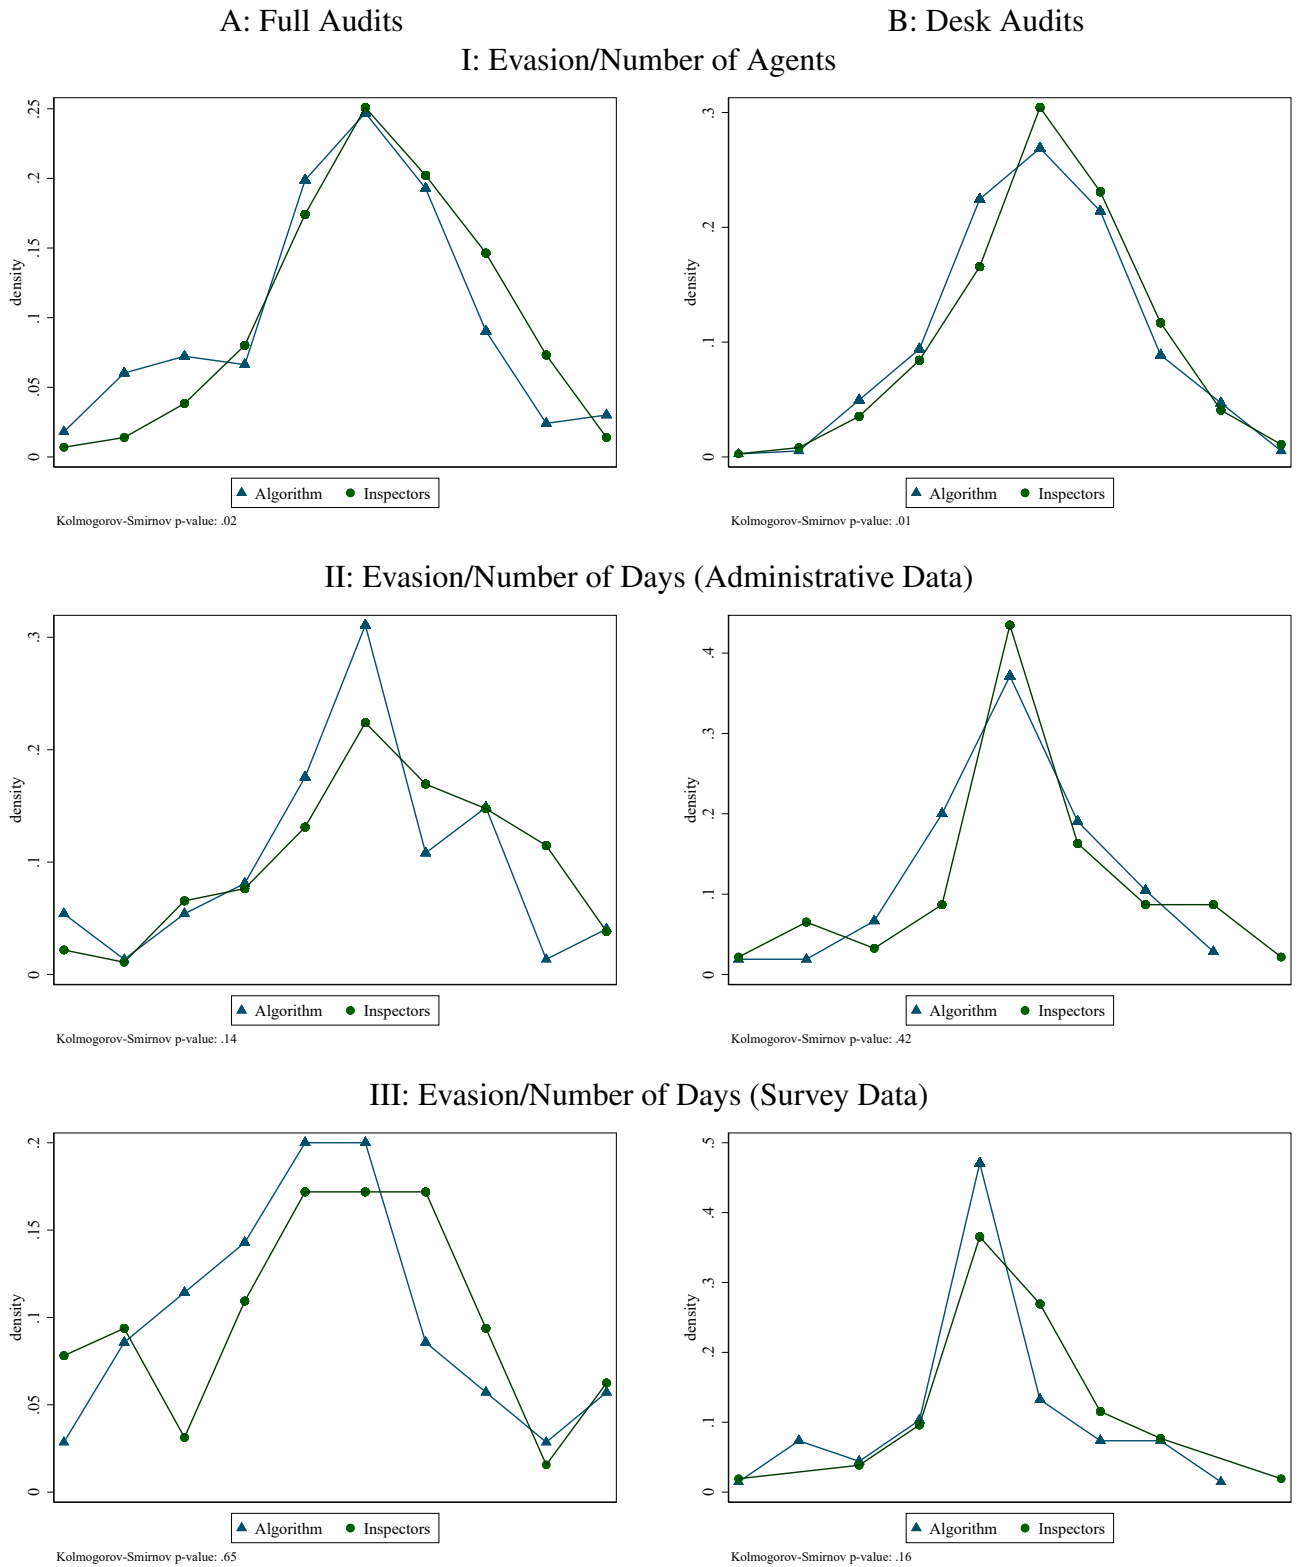 A: Full Audits
B: Desk Audits
I: Evasion/Number of Agents
density
0
.05
.1
.15
.2
.25
Algorithm
Inspectors
Kolmogorov-Smirnov p-value: .02
density
0
.1
.2
.3
Algorithm
Inspectors
Kolmogorov-Smirnov p-value: .01
II: Evasion/Number of Days (Administrative Data)
density
0
.1
.2
.3
Algorithm
Inspectors
Kolmogorov-Smirnov p-value: .14
density
0
.1
.2
.3
.4
Algorithm
Inspectors
Kolmogorov-Smirnov p-value: .42
III: Evasion/Number of Days (Survey Data)
density
0
.05
.1
.15
.2
Algorithm
Inspectors
Kolmogorov-Smirnov p-value: .65
density
0
.1
.2
.3
.4
.5
Algorithm
Inspectors
Kolmogorov-Smirnov p-value: .16